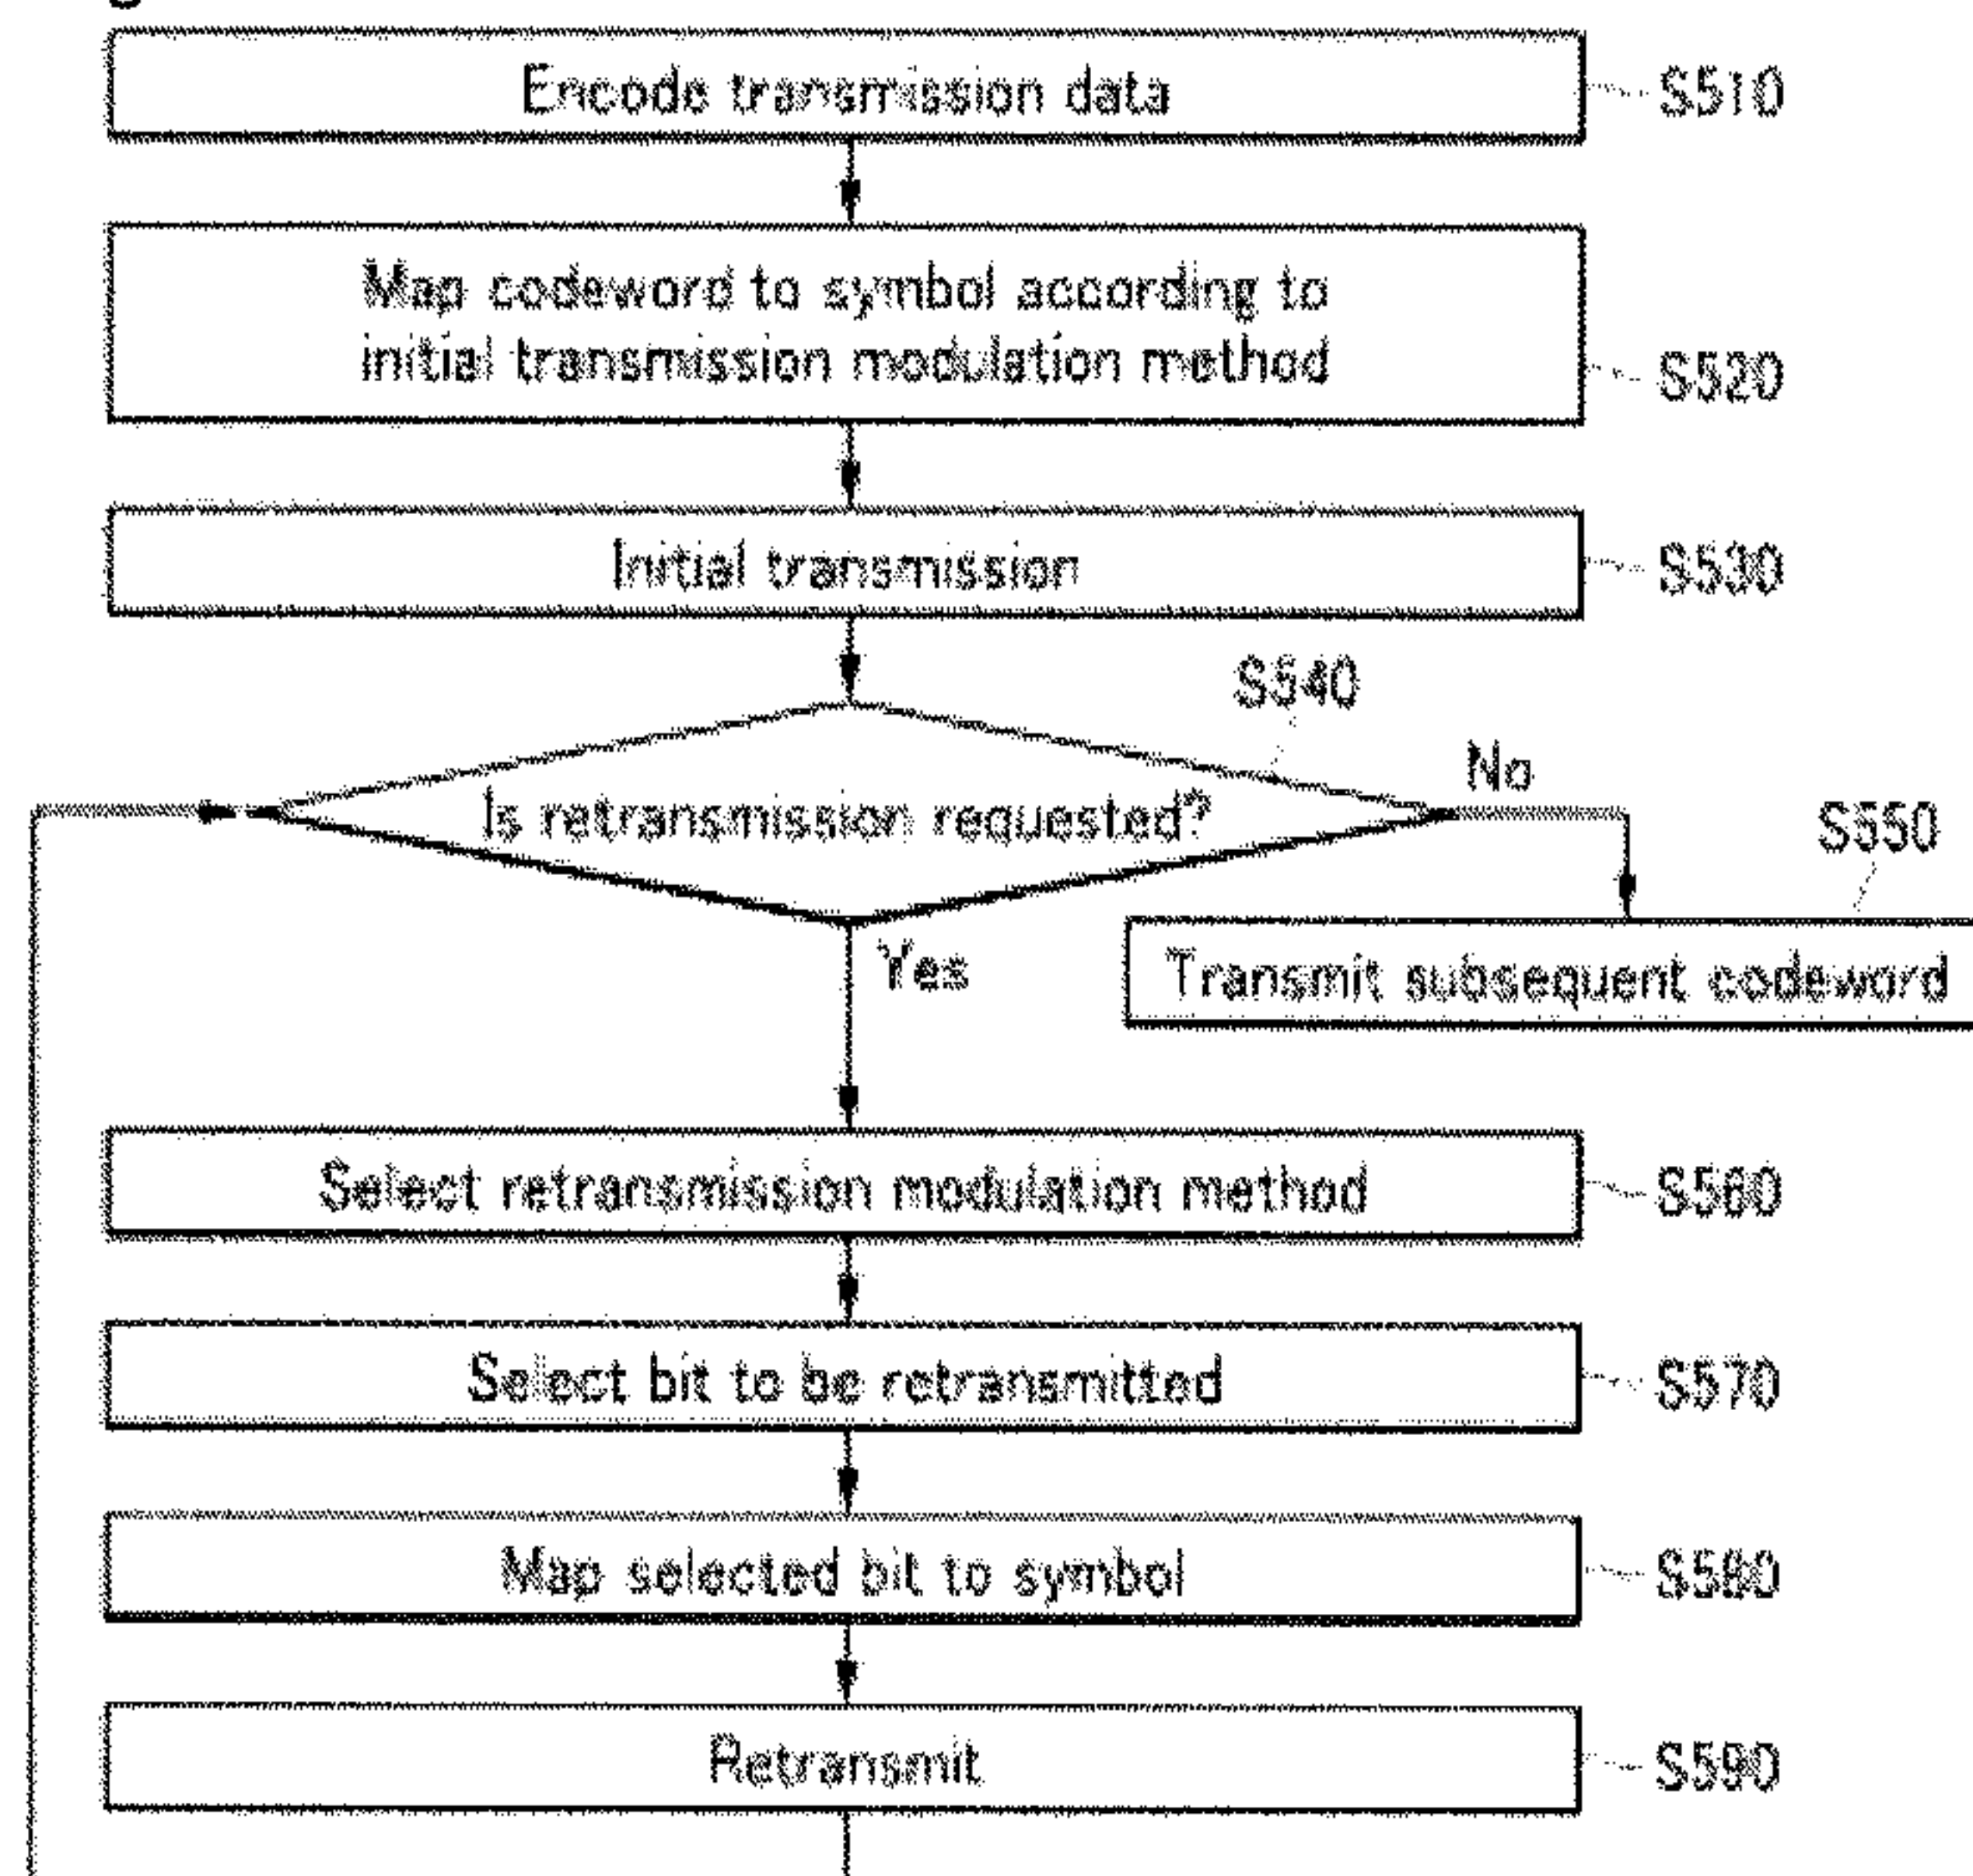 Encode transmission data
S510
Map codeword to symbol according to
initial transmission modulation method
S520
Initial transmission
S530
S540
Is retransmission requested?
No
Yes
S550
Transmit subsequent codeword
Select retransmission modulation method
S560
Select bit to be retransmitted
S570
Map selected bit to symbol
S580
Retransmit
S590